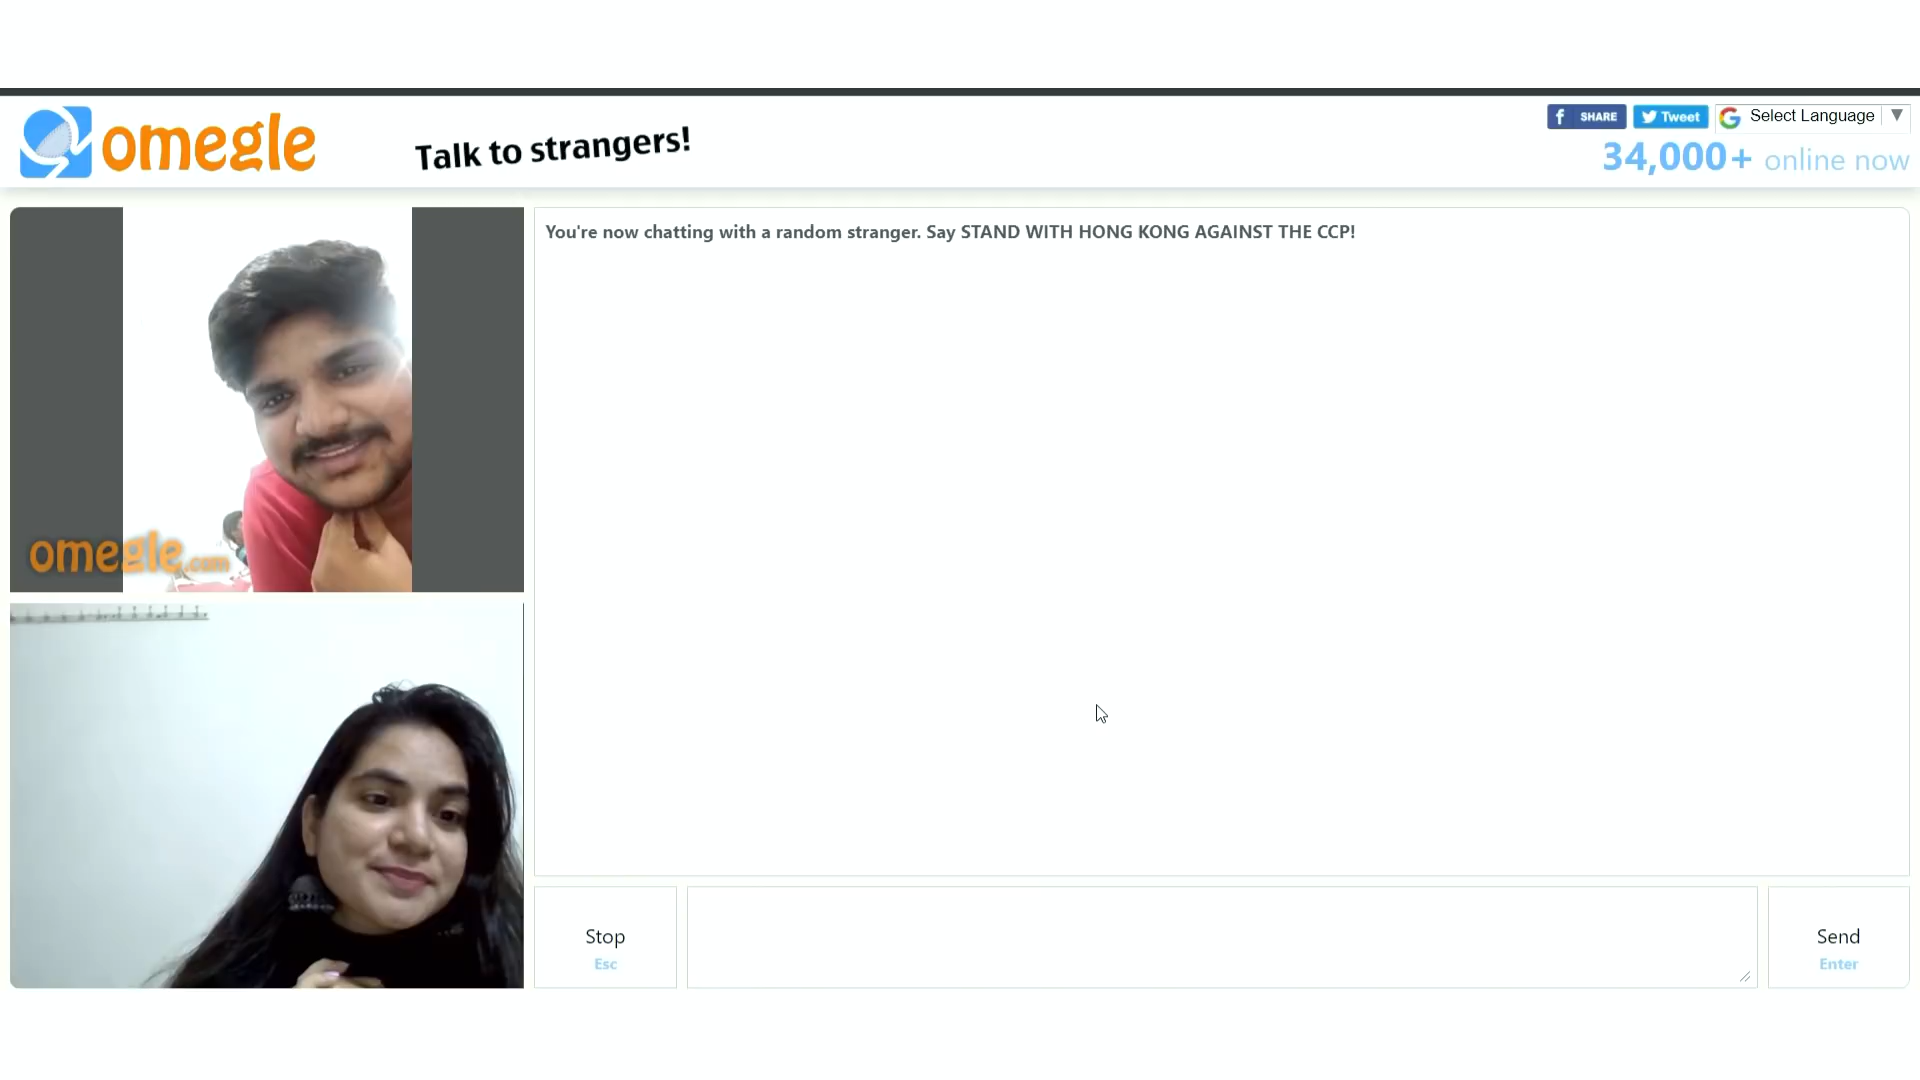 omegle
Talk to strangers!
f SHARE
Tweet
G Select Language ▼
34,000+ online now
You're now chatting with a random stranger. Say STAND WITH HONG KONG AGAINST THE CCP!
omegle.com
Stop
Esc
Send
Enter